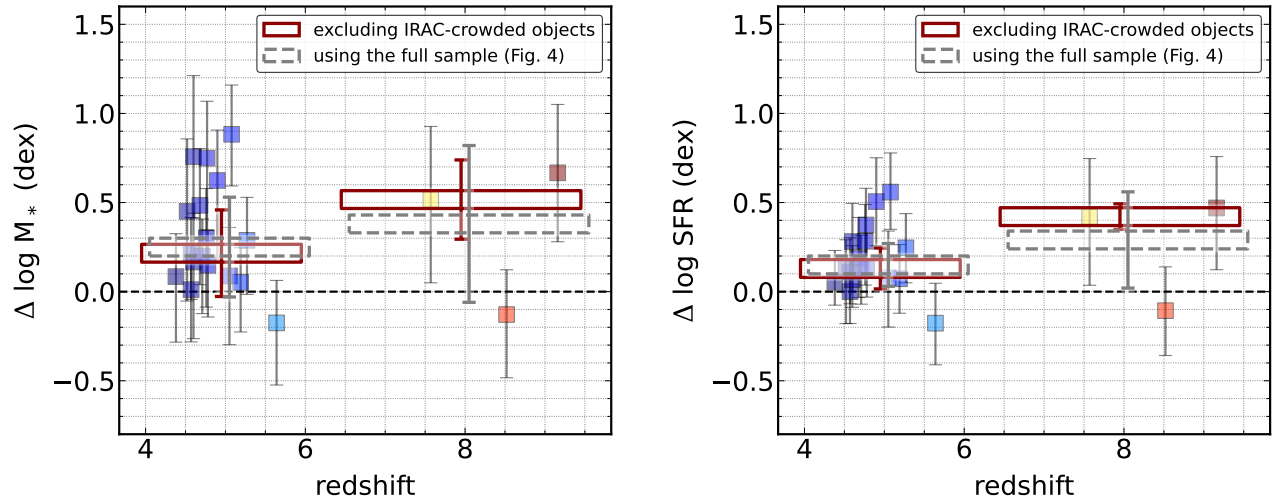 excluding IRAC-crowded objects
using the full sample (Fig. 4)
1.5
1.0
0.5
0.0
−0.5
Δ log M* (dex)
4
6
8
redshift
excluding IRAC-crowded objects
using the full sample (Fig. 4)
1.5
1.0
0.5
0.0
−0.5
Δ log SFR (dex)
4
6
8
redshift